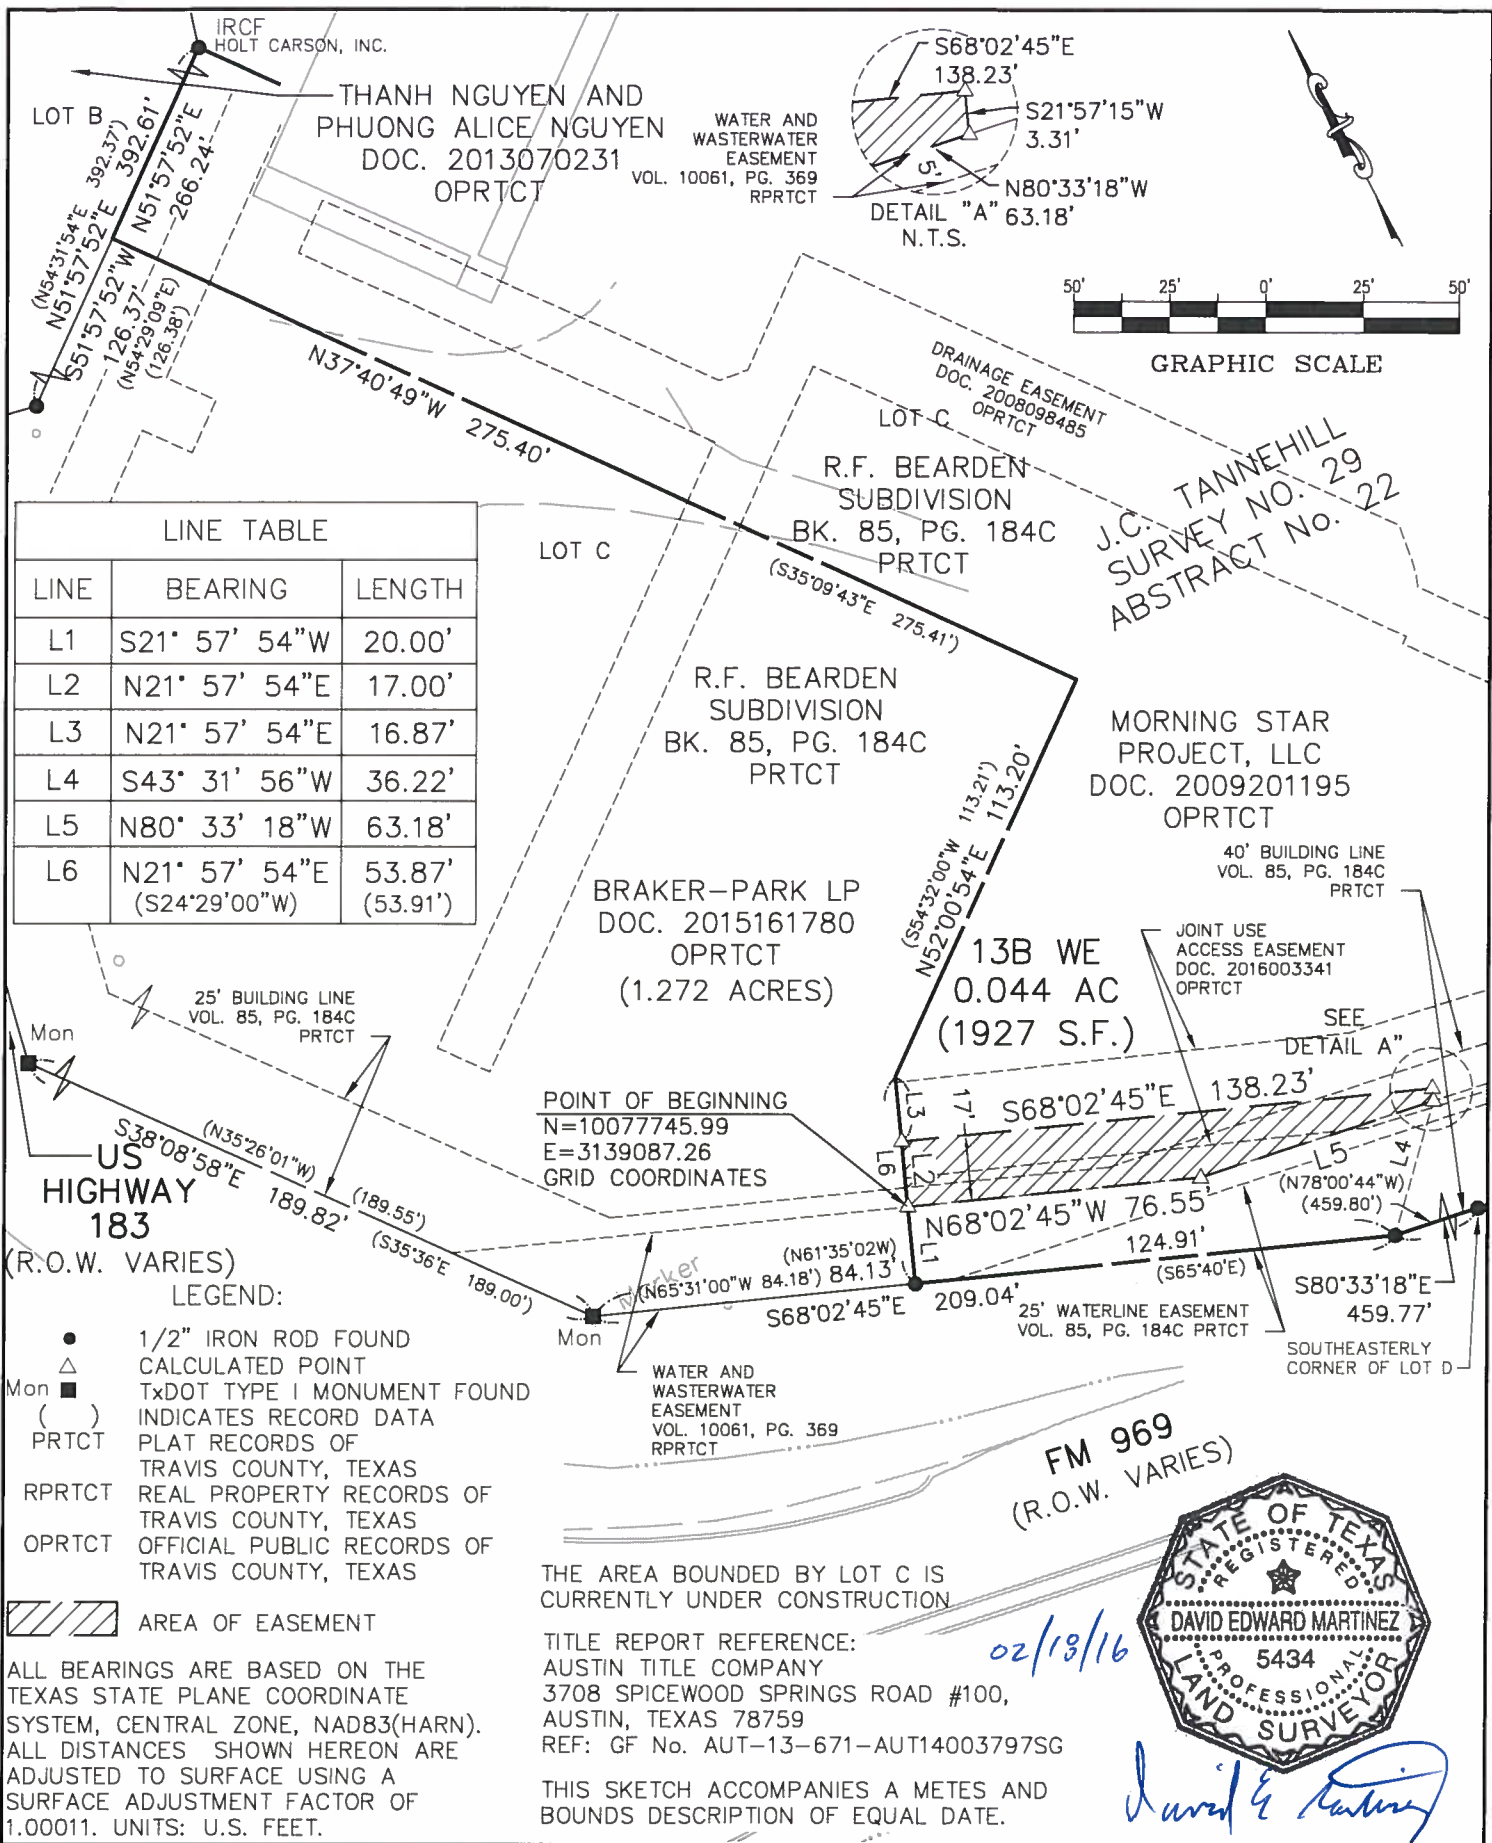 IRCF
HOLT CARSON, INC.
LOT B
(N54°31'54"E 392.37')
N51°57'52"E 392.61'
N51°57'52"E
266.24'
S51°57'52"W
126.37'
(N54°29'09"E)
(126.38')
THANH NGUYEN AND
PHUONG ALICE NGUYEN
DOC. 2013070231
OPRTCT
WATER AND
WASTERWATER
EASEMENT
VOL. 10061, PG. 369
RPRTCT
S68°02'45"E
138.23'
S21°57'15"W
3.31'
5'
N80°33'18"W
63.18'
DETAIL "A"
N.T.S.
50' 25' 0' 25' 50'
GRAPHIC SCALE
N37°40'49"W 275.40'
(S35°09'43"E 275.41')
DRAINAGE EASEMENT
DOC. 2008098485
OPRTCT
LOT C
R.F. BEARDEN
SUBDIVISION
BK. 85, PG. 184C
PRTCT
J.C. TANNEHILL
SURVEY NO. 29
ABSTRACT No. 22
LOT C
LINE TABLE
LINE BEARING LENGTH
L1 S21° 57' 54"W 20.00'
L2 N21° 57' 54"E 17.00'
L3 N21° 57' 54"E 16.87'
L4 S43° 31' 56"W 36.22'
L5 N80° 33' 18"W 63.18'
L6 N21° 57' 54"E 53.87'
(S24°29'00"W) (53.91')
R.F. BEARDEN
SUBDIVISION
BK. 85, PG. 184C
PRTCT
MORNING STAR
PROJECT, LLC
DOC. 2009201195
OPRTCT
(S54°32'00"W 113.21')
N52°00'54"E 113.20'
40' BUILDING LINE
VOL. 85, PG. 184C
PRTCT
BRAKER-PARK LP
DOC. 2015161780
OPRTCT
(1.272 ACRES)
13B WE
0.044 AC
(1927 S.F.)
JOINT USE
ACCESS EASEMENT
DOC. 2016003341
OPRTCT
SEE
DETAIL A"
25' BUILDING LINE
VOL. 85, PG. 184C
PRTCT
Mon
US
HIGHWAY
183
(R.O.W. VARIES)
(N35°26'01"W) (189.55')
S38°08'58"E 189.82'
(S35°36'E 189.00')
POINT OF BEGINNING
N=10077745.99
E=3139087.26
GRID COORDINATES
L3
17'
S68°02'45"E 138.23'
L6
L2
L5
L4
N68°02'45"W 76.55'
(N78°00'44"W)
(459.80')
L1
124.91'
(S65°40'E)
(N61°35'02W)
(N65°31'00"W 84.18') 84.13'
S68°02'45"E 209.04'
Marker
Mon
S80°33'18"E
459.77'
25' WATERLINE EASEMENT
VOL. 85, PG. 184C PRTCT
SOUTHEASTERLY
CORNER OF LOT D
WATER AND
WASTERWATER
EASEMENT
VOL. 10061, PG. 369
RPRTCT
FM 969
(R.O.W. VARIES)
LEGEND:
1/2" IRON ROD FOUND
CALCULATED POINT
Mon TxDOT TYPE I MONUMENT FOUND
( ) INDICATES RECORD DATA
PRTCT PLAT RECORDS OF
TRAVIS COUNTY, TEXAS
RPRTCT REAL PROPERTY RECORDS OF
TRAVIS COUNTY, TEXAS
OPRTCT OFFICIAL PUBLIC RECORDS OF
TRAVIS COUNTY, TEXAS
AREA OF EASEMENT
ALL BEARINGS ARE BASED ON THE
TEXAS STATE PLANE COORDINATE
SYSTEM, CENTRAL ZONE, NAD83(HARN).
ALL DISTANCES SHOWN HEREON ARE
ADJUSTED TO SURFACE USING A
SURFACE ADJUSTMENT FACTOR OF
1.00011. UNITS: U.S. FEET.
THE AREA BOUNDED BY LOT C IS
CURRENTLY UNDER CONSTRUCTION
TITLE REPORT REFERENCE:
AUSTIN TITLE COMPANY
3708 SPICEWOOD SPRINGS ROAD #100,
AUSTIN, TEXAS 78759
REF: GF No. AUT-13-671-AUT14003797SG
THIS SKETCH ACCOMPANIES A METES AND
BOUNDS DESCRIPTION OF EQUAL DATE.
STATE OF TEXAS
REGISTERED
DAVID EDWARD MARTINEZ
5434
PROFESSIONAL
LAND SURVEYOR
David E Martinez